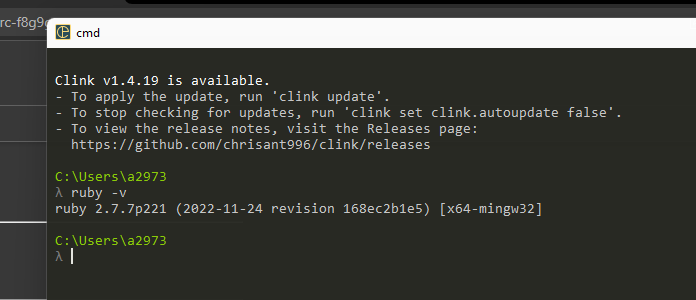 rc-f8g9
cmd
Clink v1.4.19 is available.
- To apply the update, run 'clink update'.
- To stop checking for updates, run 'clink set clink.autoupdate false'.
- To view the release notes, visit the Releases page:
https://github.com/chrisant996/clink/releases
C:\Users\a2973
λ ruby -v
ruby 2.7.7p221 (2022-11-24 revision 168ec2b1e5) [x64-mingw32]
C:\Users\a2973
λ